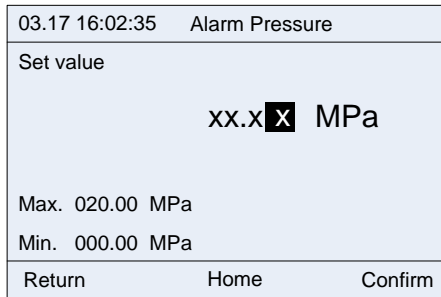 03.17 16:02:35 Alarm Pressure
Set value
xx.xx MPa
Max. 020.00 MPa
Min. 000.00 MPa
Return Home Confirm